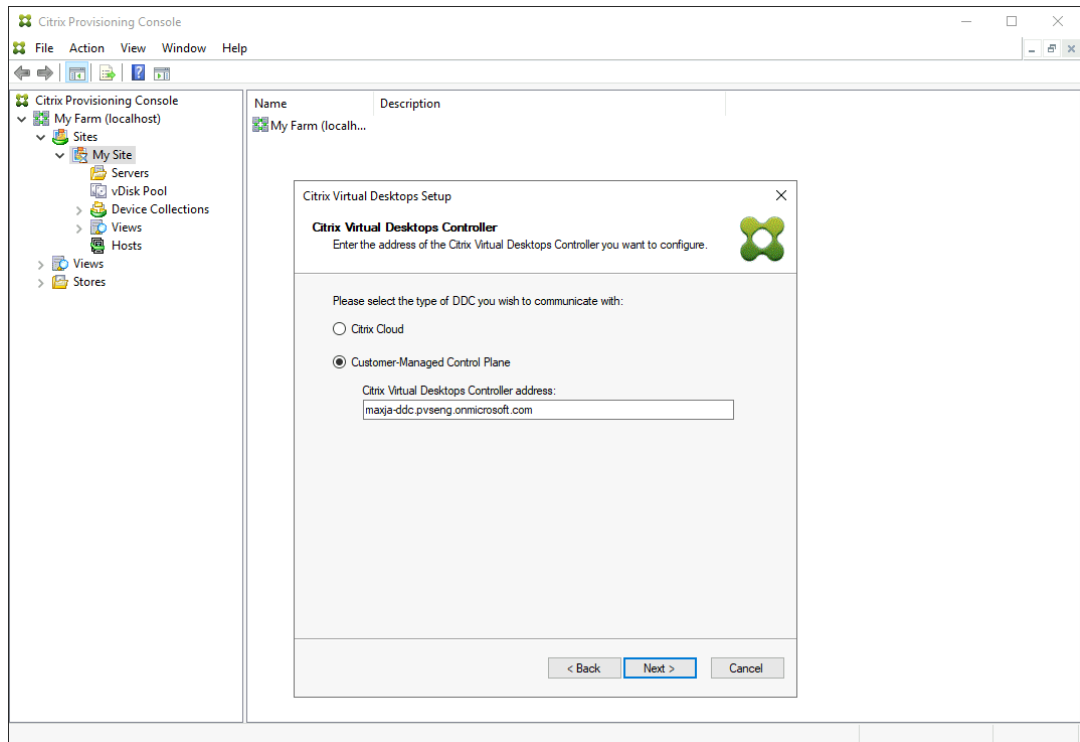 Citrix Provisioning Console
File Action View Window Help
Citrix Provisioning Console
My Farm (localhost)
Sites
My Site
Servers
vDisk Pool
Device Collections
Views
Hosts
Views
Stores
Name Description
My Farm (localh...
Citrix Virtual Desktops Setup
Citrix Virtual Desktops Controller
Enter the address of the Citrix Virtual Desktops Controller you want to configure.
Please select the type of DDC you wish to communicate with:
Citrix Cloud
Customer-Managed Control Plane
Citrix Virtual Desktops Controller address:
maxja-ddc.pvseng.onmicrosoft.com
< Back Next > Cancel